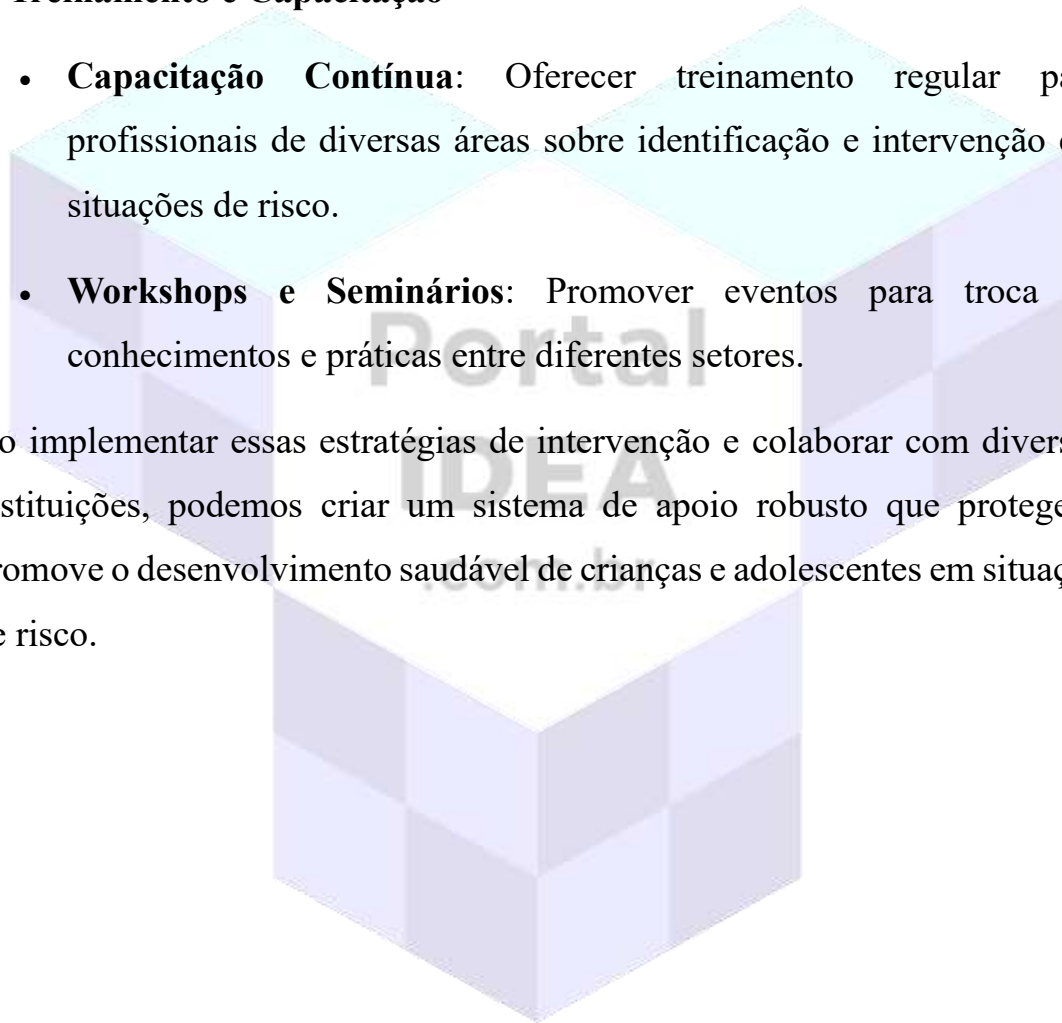 Treinamento e Capacitação
• Capacitação Contínua: Oferecer treinamento regular pa
profissionais de diversas áreas sobre identificação e intervenção e
situações de risco.
• Workshops e Seminários: Promover eventos para troca
conhecimentos e práticas entre diferentes setores.
o implementar essas estratégias de intervenção e colaborar com divers
stituições, podemos criar um sistema de apoio robusto que protege
romove o desenvolvimento saudável de crianças e adolescentes em situaç
e risco.
Portal
IDEA
.com.br